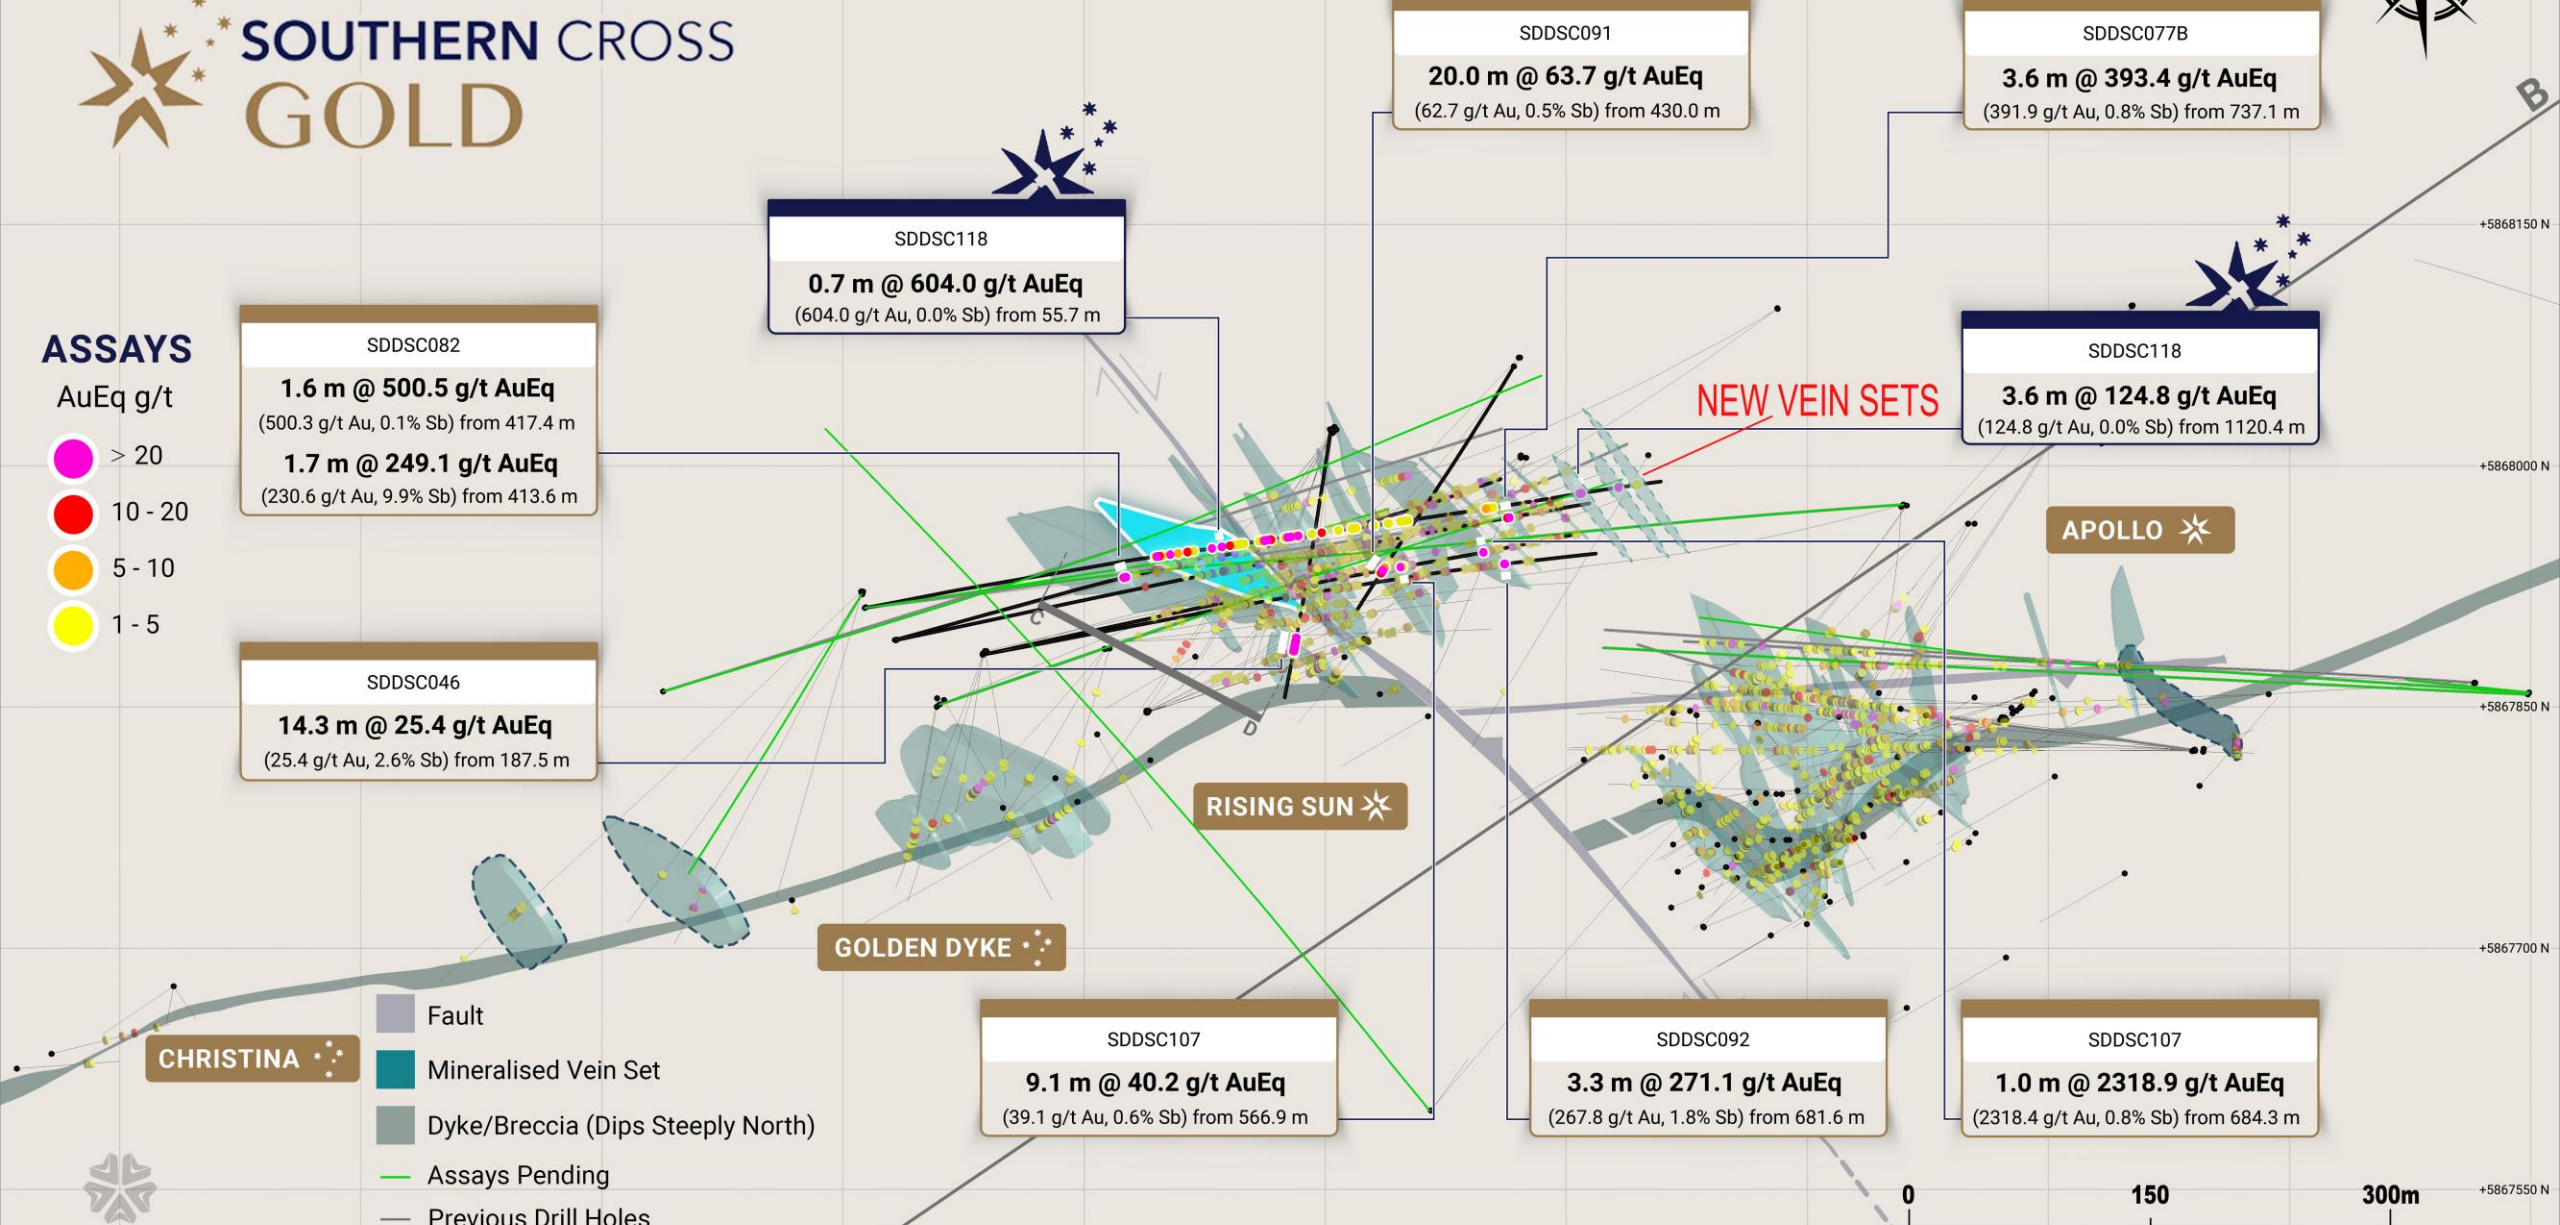 SOUTHERN CROSS
GOLD
SDDSC091
20.0 m @ 63.7 g/t AuEq
(62.7 g/t Au, 0.5% Sb) from 430.0 m
SDDSC077B
3.6 m @ 393.4 g/t AuEq
(391.9 g/t Au, 0.8% Sb) from 737.1 m
B
+5868150 N
SDDSC118
0.7 m @ 604.0 g/t AuEq
(604.0 g/t Au, 0.0% Sb) from 55.7 m
SDDSC118
3.6 m @ 124.8 g/t AuEq
(124.8 g/t Au, 0.0% Sb) from 1120.4 m
NEW VEIN SETS
ASSAYS
AuEq g/t
> 20
10 - 20
5 - 10
1 - 5
SDDSC082
1.6 m @ 500.5 g/t AuEq
(500.3 g/t Au, 0.1% Sb) from 417.4 m
1.7 m @ 249.1 g/t AuEq
(230.6 g/t Au, 9.9% Sb) from 413.6 m
+5868000 N
APOLLO
C
D
SDDSC046
14.3 m @ 25.4 g/t AuEq
(25.4 g/t Au, 2.6% Sb) from 187.5 m
+5867850 N
RISING SUN
GOLDEN DYKE
+5867700 N
CHRISTINA
Fault
Mineralised Vein Set
Dyke/Breccia (Dips Steeply North)
Assays Pending
Previous Drill Holes
SDDSC107
9.1 m @ 40.2 g/t AuEq
(39.1 g/t Au, 0.6% Sb) from 566.9 m
SDDSC092
3.3 m @ 271.1 g/t AuEq
(267.8 g/t Au, 1.8% Sb) from 681.6 m
SDDSC107
1.0 m @ 2318.9 g/t AuEq
(2318.4 g/t Au, 0.8% Sb) from 684.3 m
0 150 300m
+5867550 N